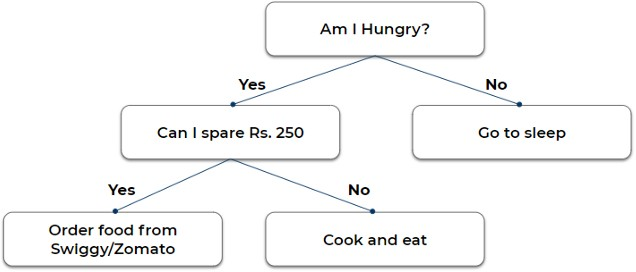 Am I Hungry?
Yes
No
Can I spare Rs. 250
Go to sleep
Yes
No
Order food from
Swiggy/Zomato
Cook and eat